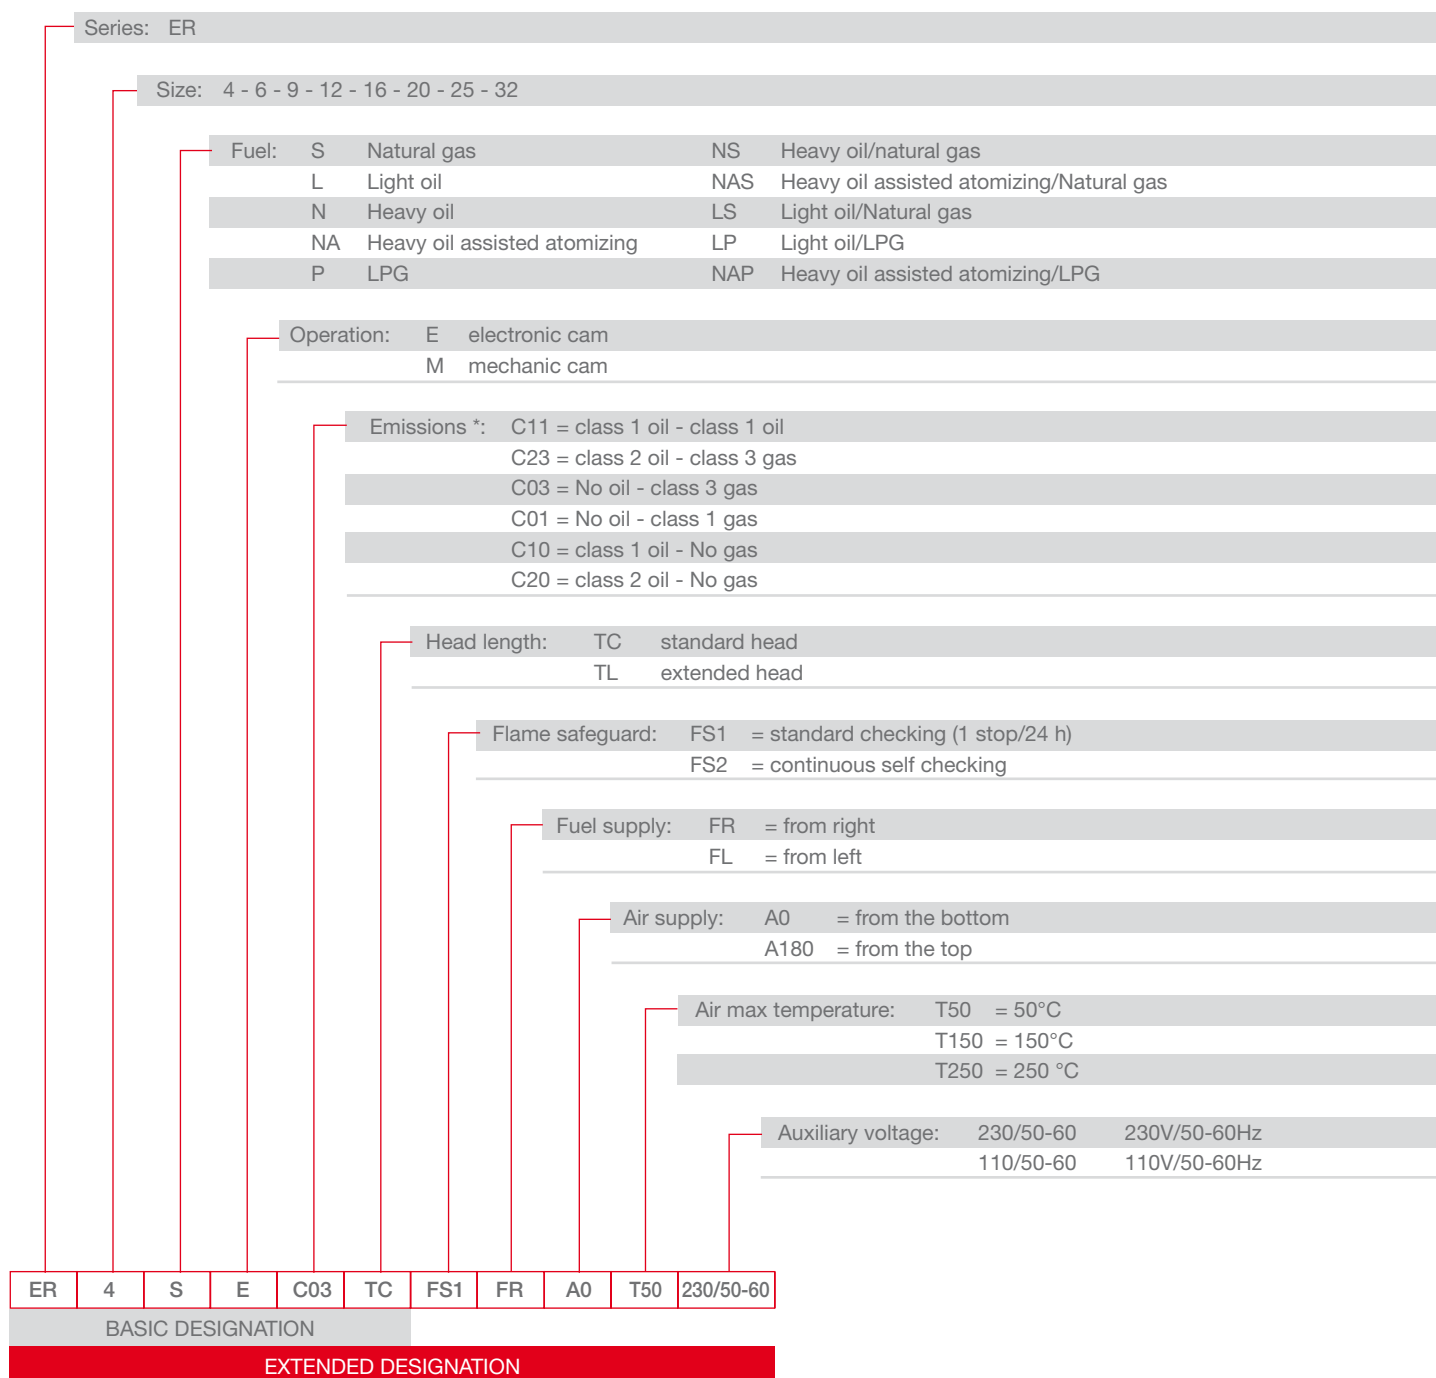 Series: ER
Size: 4 - 6 - 9 - 12 - 16 - 20 - 25 - 32
Fuel: S Natural gas NS Heavy oil/natural gas
L Light oil NAS Heavy oil assisted atomizing/Natural gas
N Heavy oil LS Light oil/Natural gas
NA Heavy oil assisted atomizing LP Light oil/LPG
P LPG NAP Heavy oil assisted atomizing/LPG
Operation: E electronic cam
M mechanic cam
Emissions *: C11 = class 1 oil - class 1 oil
C23 = class 2 oil - class 3 gas
C03 = No oil - class 3 gas
C01 = No oil - class 1 gas
C10 = class 1 oil - No gas
C20 = class 2 oil - No gas
Head length: TC standard head
TL extended head
Flame safeguard: FS1 = standard checking (1 stop/24 h)
FS2 = continuous self checking
Fuel supply: FR = from right
FL = from left
Air supply: A0 = from the bottom
A180 = from the top
Air max temperature: T50 = 50°C
T150 = 150°C
T250 = 250 °C
Auxiliary voltage: 230/50-60 230V/50-60Hz
110/50-60 110V/50-60Hz
ER 4 S E C03 TC FS1 FR A0 T50 230/50-60
BASIC DESIGNATION
EXTENDED DESIGNATION